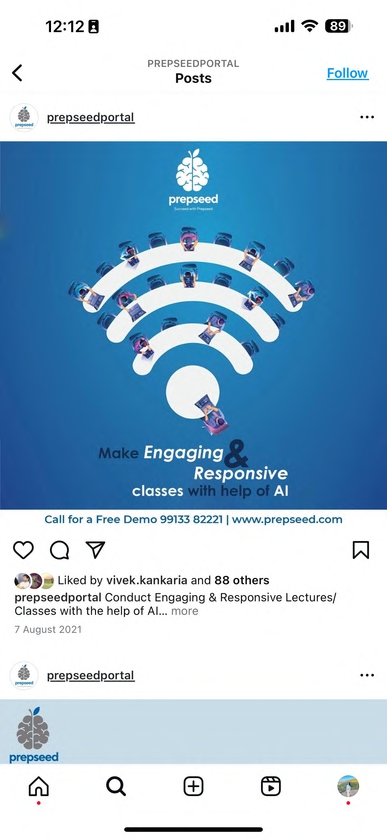 12:12
89
PREPSEEDPORTAL
Posts
Follow
prepseedportal
prepseed
Succeed with Prepseed
Make Engaging &
Responsive
classes with help of AI
Call for a Free Demo 99133 82221 | www.prepseed.com
Liked by vivek.kankaria and 88 others
prepseedportal Conduct Engaging & Responsive Lectures/
Classes with the help of AI... more
7 August 2021
prepseedportal
prepseed